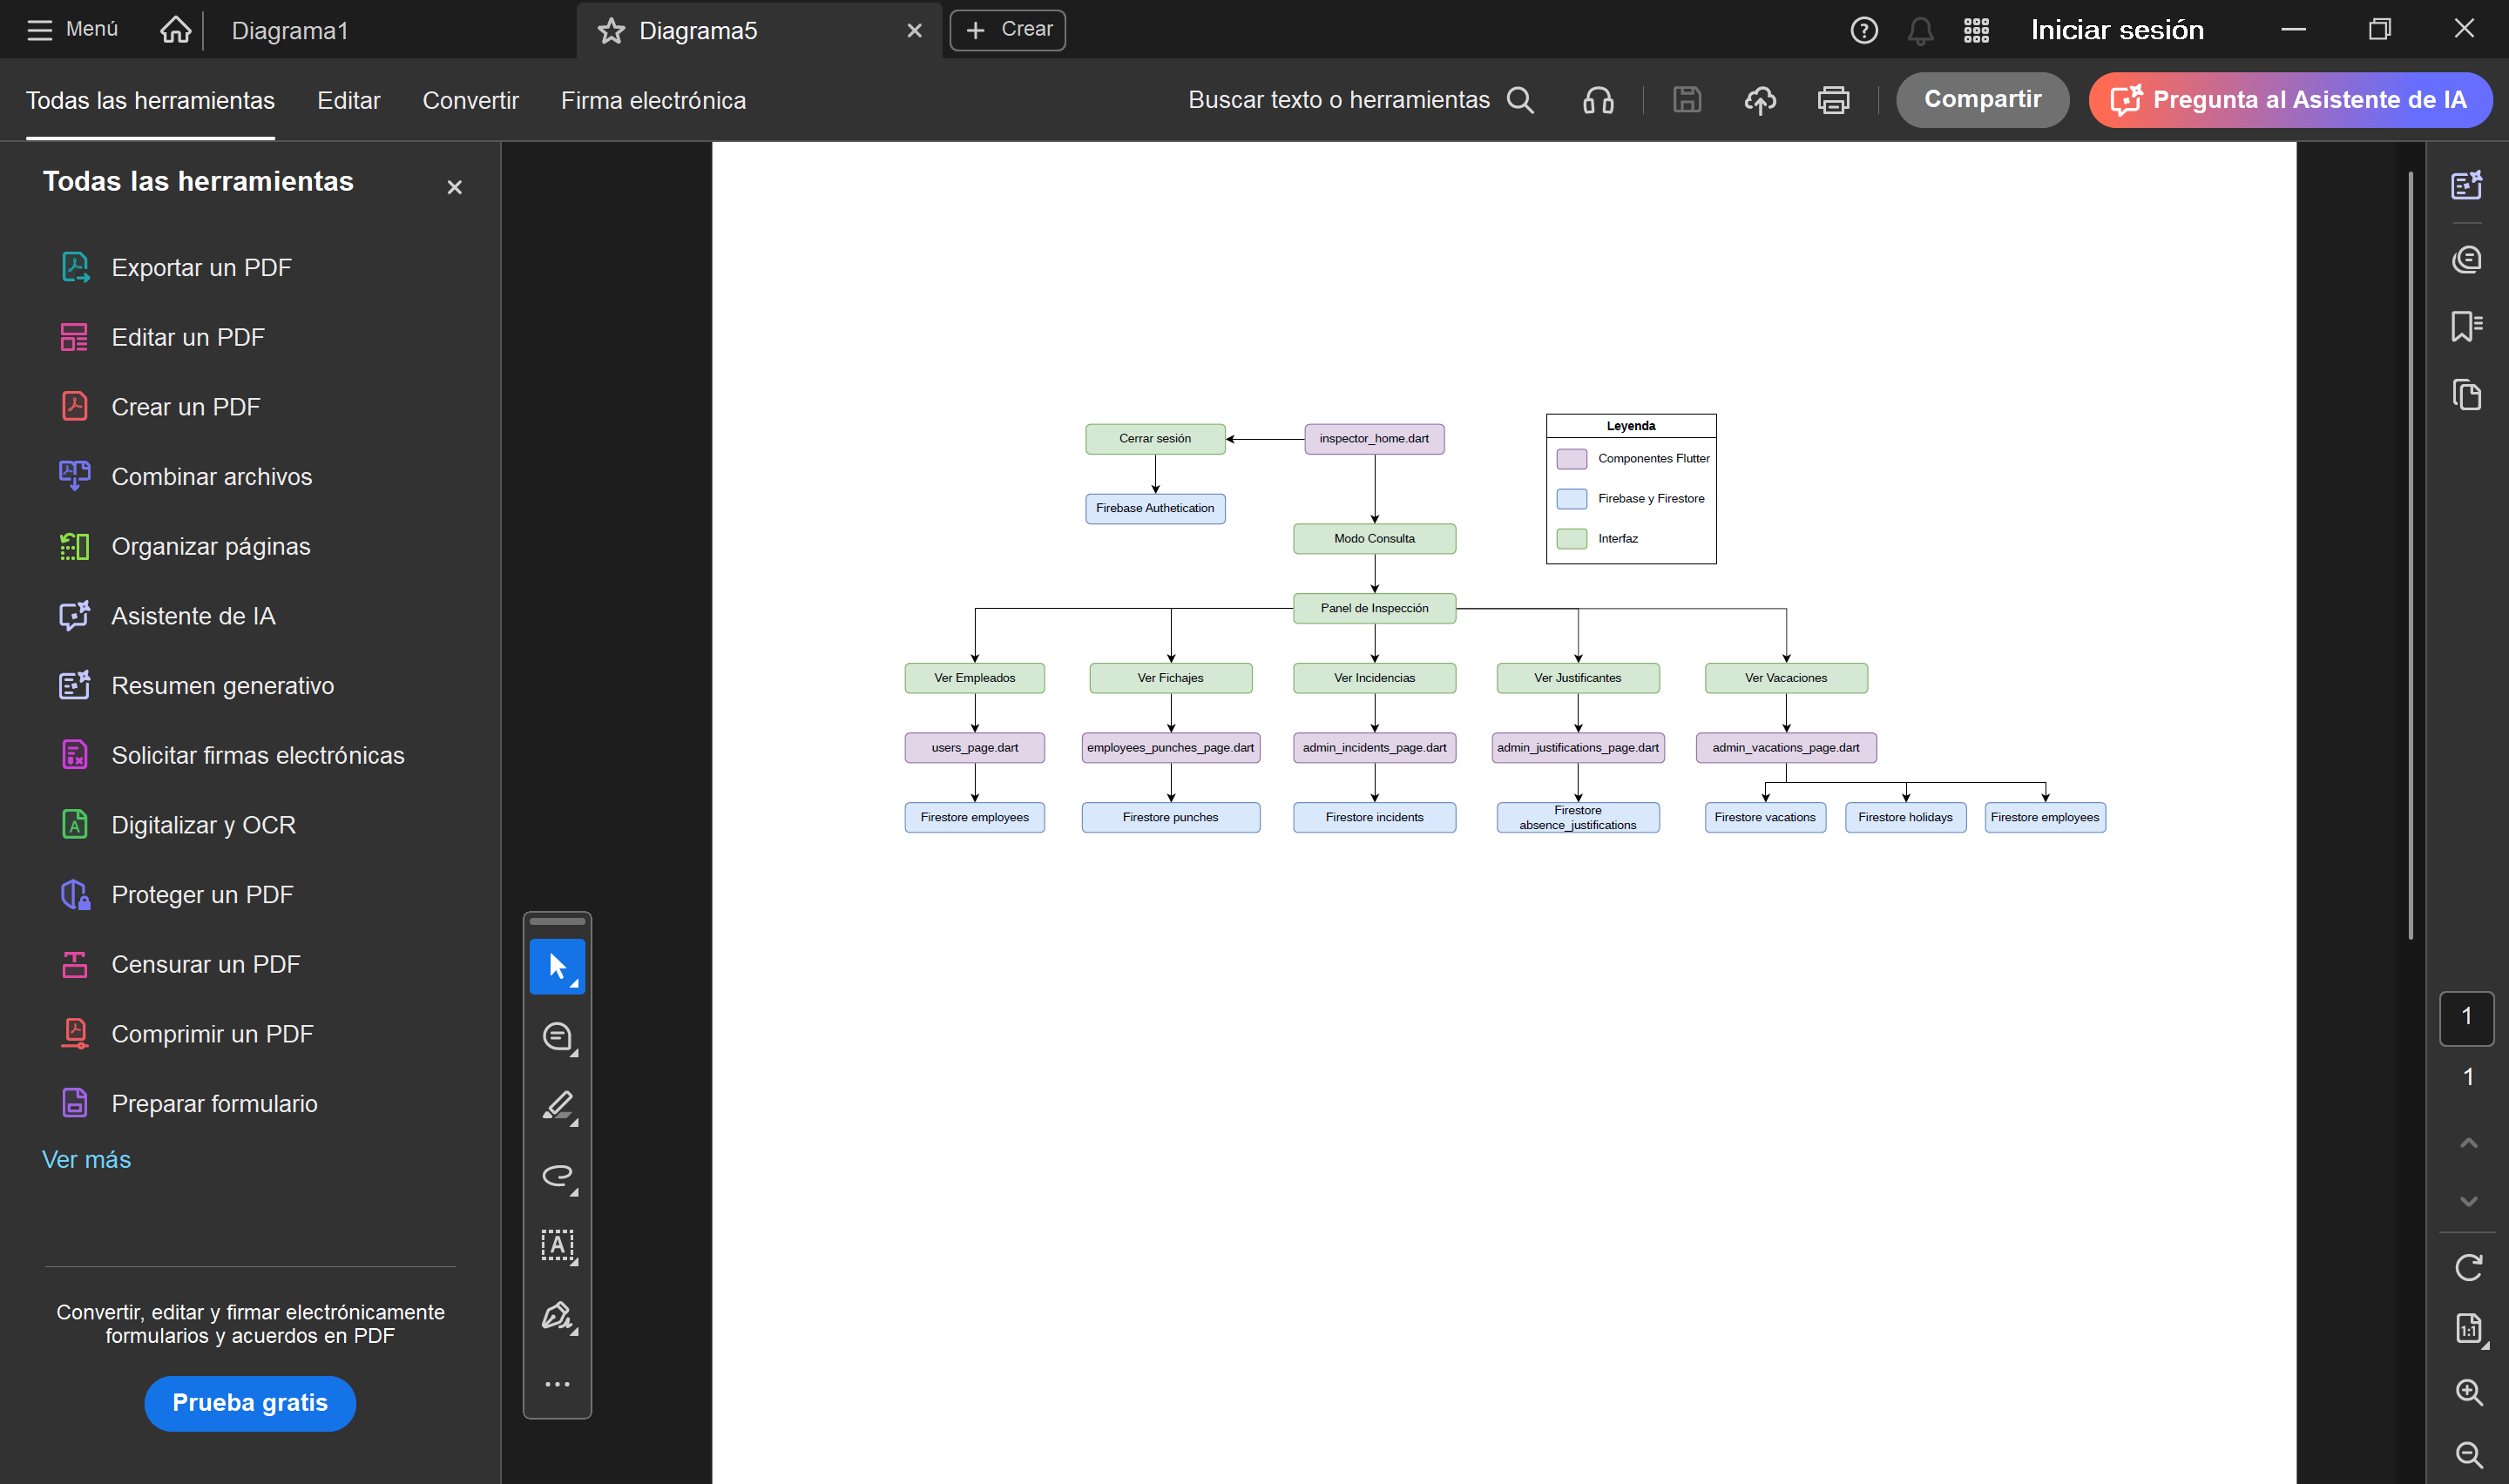 Menú
Diagrama1
Diagrama5
Crear
Iniciar sesión
Todas las herramientas
Editar
Convertir
Firma electrónica
Buscar texto o herramientas
Compartir
Pregunta al Asistente de IA
Todas las herramientas
Exportar un PDF
Editar un PDF
Crear un PDF
Combinar archivos
Organizar páginas
Asistente de IA
Resumen generativo
Solicitar firmas electrónicas
Digitalizar y OCR
Proteger un PDF
Censurar un PDF
Comprimir un PDF
Preparar formulario
Ver más
Convertir, editar y firmar electrónicamente
formularios y acuerdos en PDF
Prueba gratis
Cerrar sesión
inspector_home.dart
Firebase Authetication
Leyenda
Componentes Flutter
Firebase y Firestore
Interfaz
Modo Consulta
Panel de Inspección
Ver Empleados
Ver Fichajes
Ver Incidencias
Ver Justificantes
Ver Vacaciones
users_page.dart
employees_punches_page.dart
admin_incidents_page.dart
admin_justifications_page.dart
admin_vacations_page.dart
Firestore employees
Firestore punches
Firestore incidents
Firestore
absence_justifications
Firestore vacations
Firestore holidays
Firestore employees
1
1
1:1